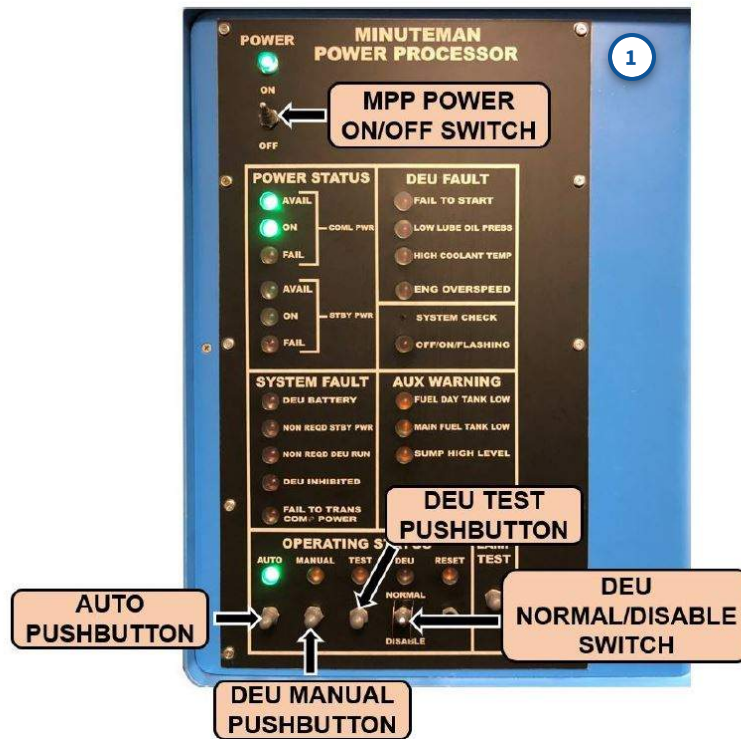 MINUTEMAN
POWER PROCESSOR
1
POWER
ON
OFF
MPP POWER
ON/OFF SWITCH
POWER STATUS
AVAIL
ON
COML PWR
FAIL
AVAIL
ON
STBY PWR
FAIL
DEU FAULT
FAIL TO START
LOW LUBE OIL PRESS
HIGH COOLANT TEMP
ENG OVERSPEED
SYSTEM CHECK
OFF/ON/FLASHING
SYSTEM FAULT
DEU BATTERY
NON REQD STBY PWR
NON REQD DEU RUN
DEU INHIBITED
FAIL TO TRANS
POWER
AUX WARNING
FUEL DAY TANK LOW
MAIN FUEL TANK LOW
SUMP HIGH LEVEL
DEU TEST
PUSHBUTTON
OPERATING
AUTO
MANUAL
TEST
DEU
RESET
NORMAL
DISABLE
TEST
AUTO
PUSHBUTTON
DEU MANUAL
PUSHBUTTON
DEU
NORMAL/DISABLE
SWITCH